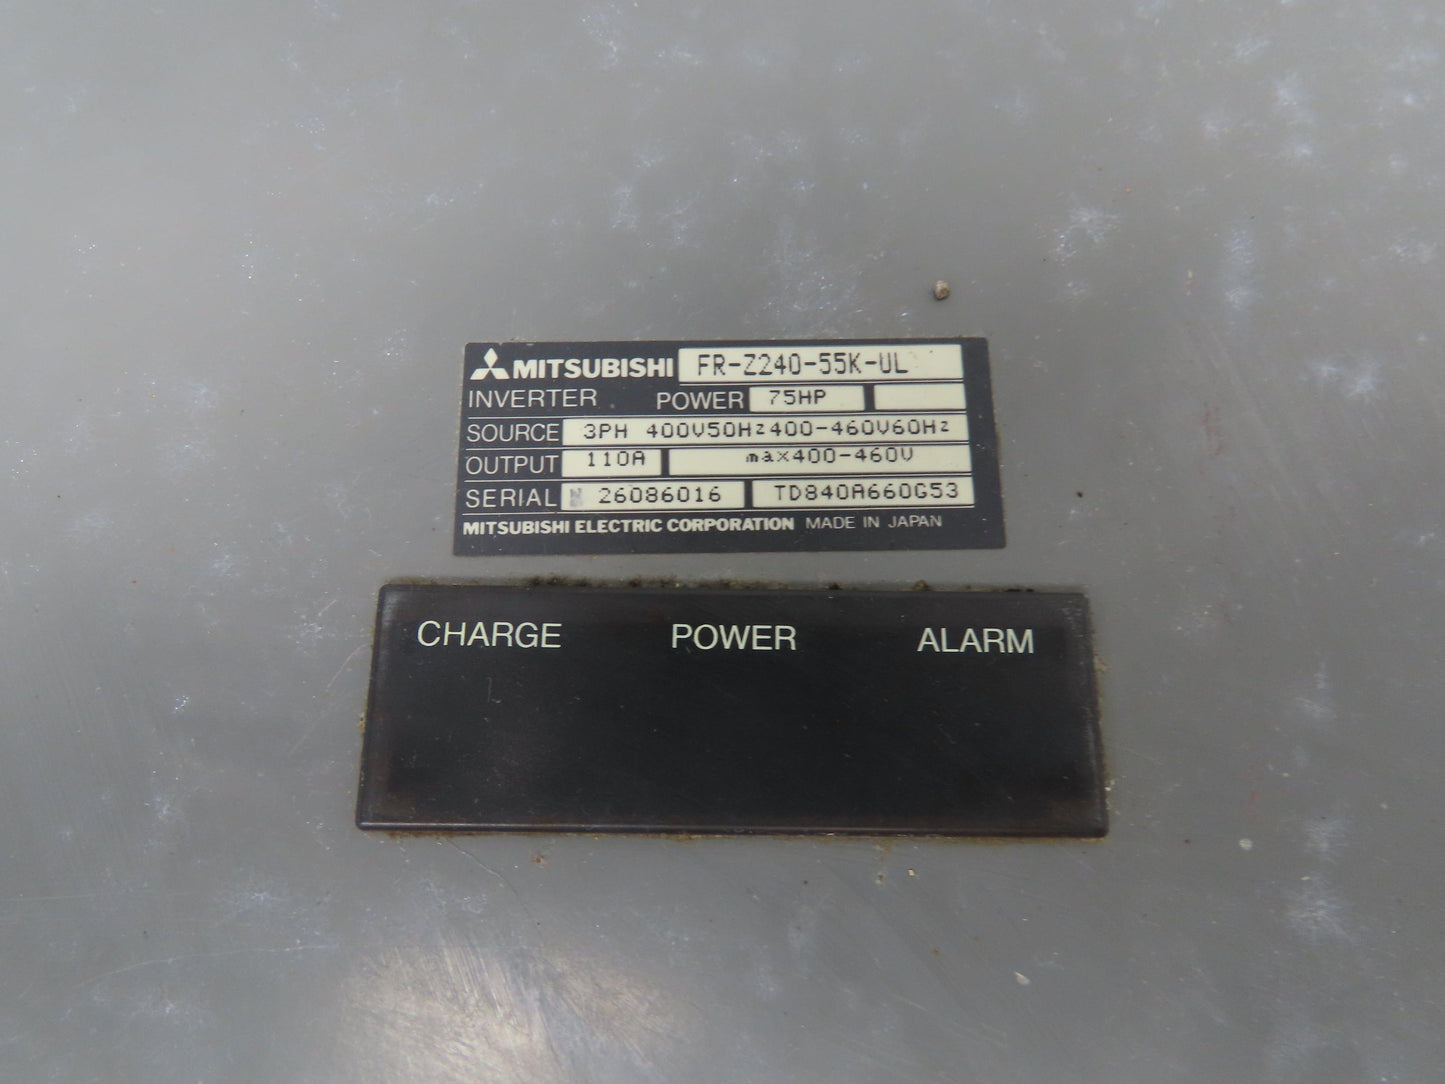 MITSUBISHI FR-Z240-55K-UL
INVERTER POWER 75HP
SOURCE 3PH 400V50Hz400-460V60Hz
OUTPUT 110A max400-460V
SERIAL 26086016 TD840A660G53
MITSUBISHI ELECTRIC CORPORATION MADE IN JAPAN
CHARGE POWER ALARM